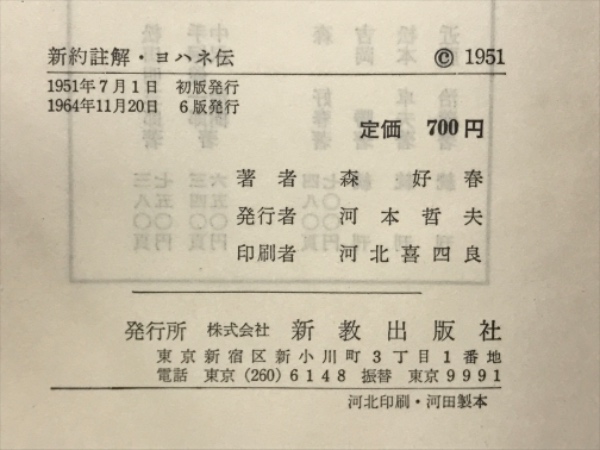 新約註解・ヨハネ伝 © 1951
1951年7月1日 初版発行
1964年11月20日 6版発行
定価 700円
著者 森好春
発行者 河本哲夫
印刷者 河北喜四良
発行所 株式会社 新教出版社
東京新宿区新小川町3丁目1番地
電話 東京(260)6148 振替 東京9991
河北印刷・河田製本